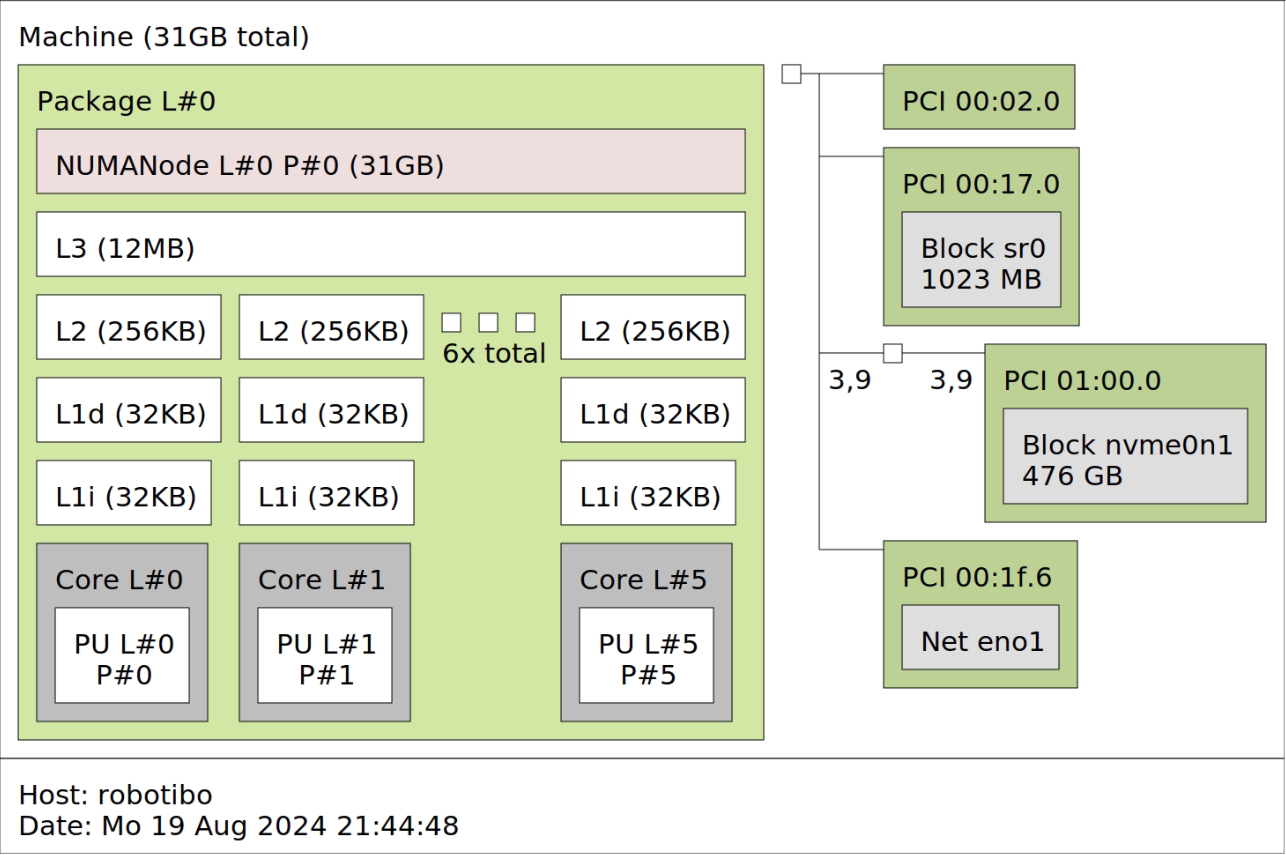 Machine (31GB total)
Package L#0
NUMANode L#0 P#0 (31GB)
L3 (12MB)
L2 (256KB)
L2 (256KB)
6x total
L2 (256KB)
L1d (32KB)
L1d (32KB)
L1d (32KB)
L1i (32KB)
L1i (32KB)
L1i (32KB)
Core L#0
PU L#0
P#0
Core L#1
PU L#1
P#1
Core L#5
PU L#5
P#5
PCI 00:02.0
PCI 00:17.0
Block sr0
1023 MB
3,9
3,9
PCI 01:00.0
Block nvme0n1
476 GB
PCI 00:1f.6
Net eno1
Host: robotibo
Date: Mo 19 Aug 2024 21:44:48